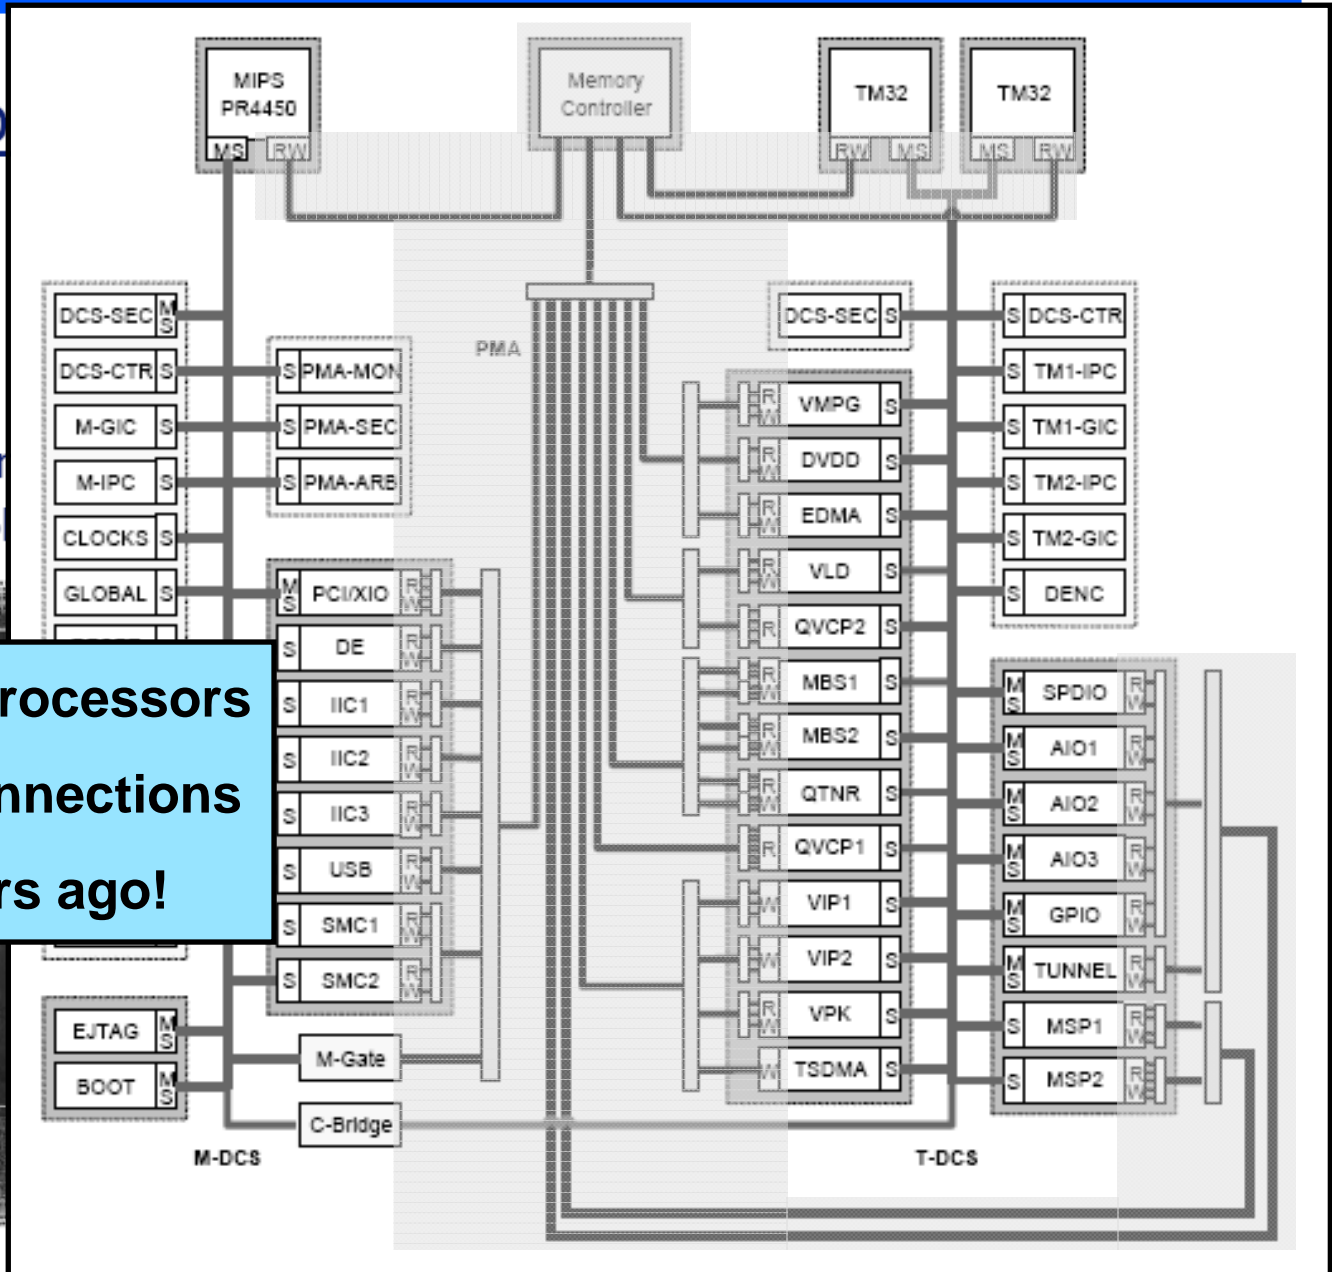 MIPS
PR4450
MS RW
Memory
Controller
TM32
RW MS
TM32
MS RW
DCS-SEC M S
DCS-CTR S
M-GIC S
M-IPC S
CLOCKS S
GLOBAL S
S PMA-MON
S PMA-SEC
S PMA-ARB
PMA
M S PCI/XIO R W
S DE R W
S IIC1 R W
S IIC2 R W
S IIC3 R W
S USB R W
S SMC1 R W
S SMC2 R W
rocessors
nnections
rs ago!
EJTAG M S
BOOT M S
M-Gate
C-Bridge
M-DCS
DCS-SEC S
R W VMPG S
R W DVDD S
R W EDMA S
R W VLD S
R QVCP2 S
R W MBS1 S
R W MBS2 S
R W QTNR S
R QVCP1 S
W VIP1 S
W VIP2 S
R W VPK S
W TSDMA S
S DCS-CTR
S TM1-IPC
S TM1-GIC
S TM2-IPC
S TM2-GIC
S DENC
M S SPDIO R W
M S AIO1 R W
M S AIO2 R W
M S AIO3 R W
M S GPIO R W
M S TUNNEL R W
S MSP1 R W
S MSP2 R W
T-DCS